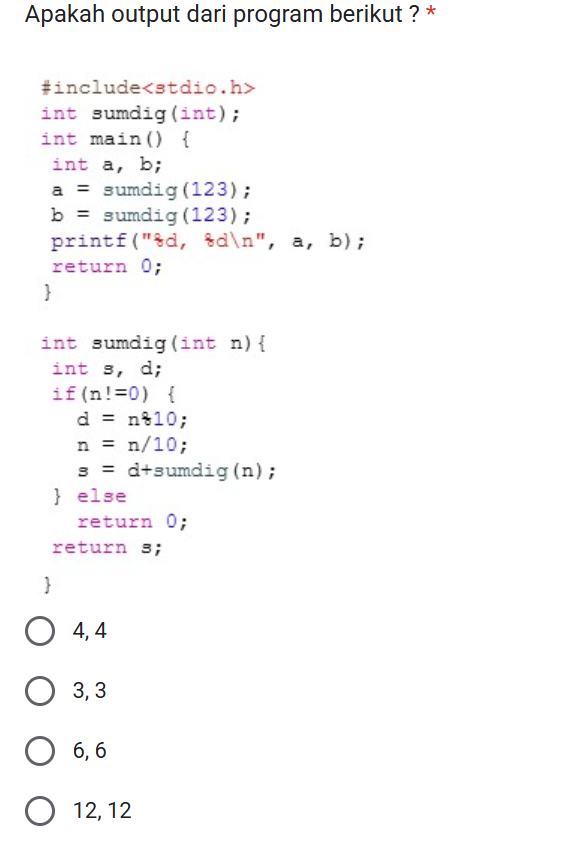 Apakah output dari program berikut ? *
#include<stdio.h>
int sumdig(int);
int main() {
int a, b;
a = sumdig(123);
b = sumdig(123);
printf("%d, %d\n", a, b);
return 0;
}
int sumdig(int n){
int s, d;
if(n!=0) {
d = n%10;
n = n/10;
s = d+sumdig(n);
} else
return 0;
return s;
}
4, 4
3, 3
6, 6
12, 12